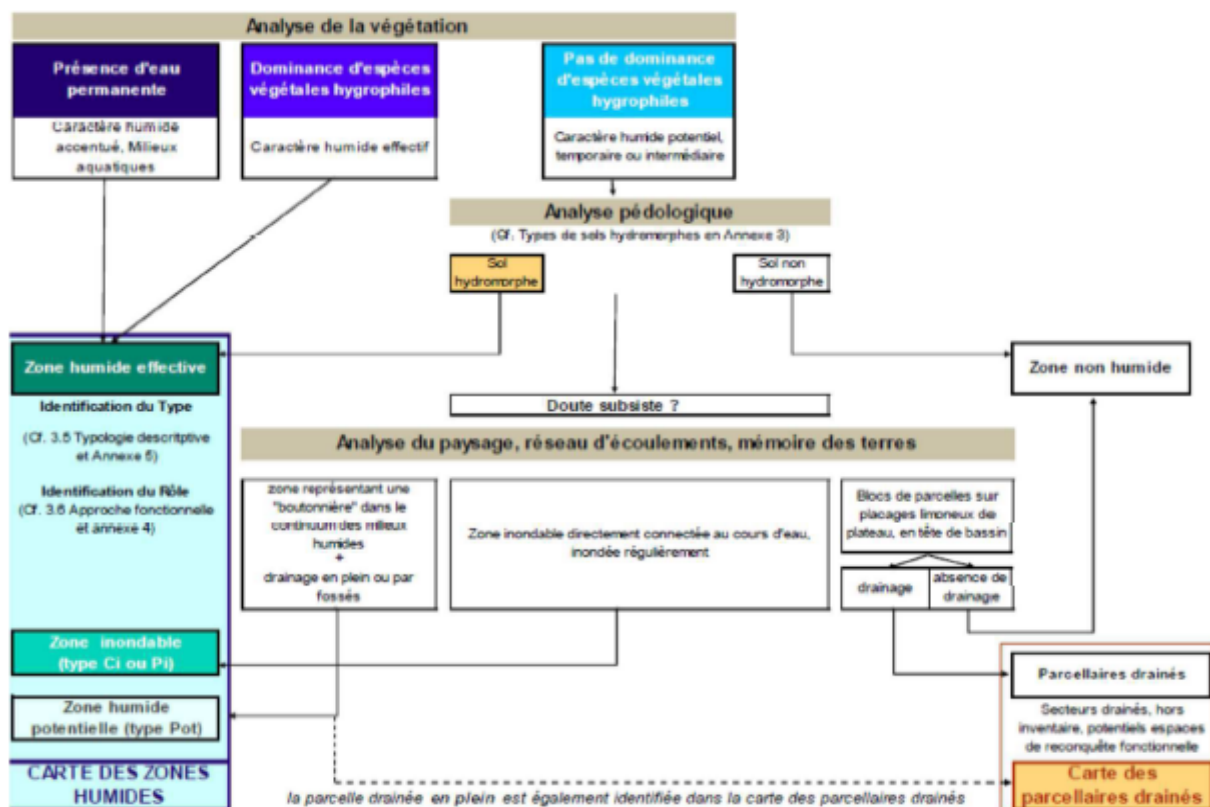 Analyse de la végétation
Présence d'eau
permanente
Caractère humide
accentué, Milieux
aquatiques
Dominance d'espèces
végétales hygrophiles
Caractère humide effectif
Pas de dominance
d'espèces végétales
hygrophiles
Caractère humide potentiel,
temporaire ou intermédiaire
Analyse pédologique
(Cf. Types de sols hydromorphes en Annexe 3)
Sol
hydromorphe
Sol non
hydromorphe
Zone humide effective
Zone non humide
Identification du Type
(Cf. 3.5 Typologie descritptive
et Annexe 5)
Identification du Rôle
(Cf. 3.6 Approche fonctionnelle
et annexe 4)
Doute subsiste ?
Analyse du paysage, réseau d'écoulements, mémoire des terres
zone représentant une
"boutonnière" dans le
continuum des milieux
humides
+
drainage en plein ou par
fossés
Zone inondable directement connectée au cours d'eau,
inondée régulièrement
Blocs de parcelles sur
placages limoneux de
plateau, en tête de bassin
drainage
absence de
drainage
Zone inondable
(type Ci ou Pi)
Zone humide
potentielle (type Pot)
CARTE DES ZONES
HUMIDES
Parcellaires drainés
Secteurs drainés, hors
inventaire, potentiels espaces
de reconquête fonctionnelle
Carte des
parcellaires drainés
la parcelle drainée en plein est également identifiée dans la carte des parcellaires drainés